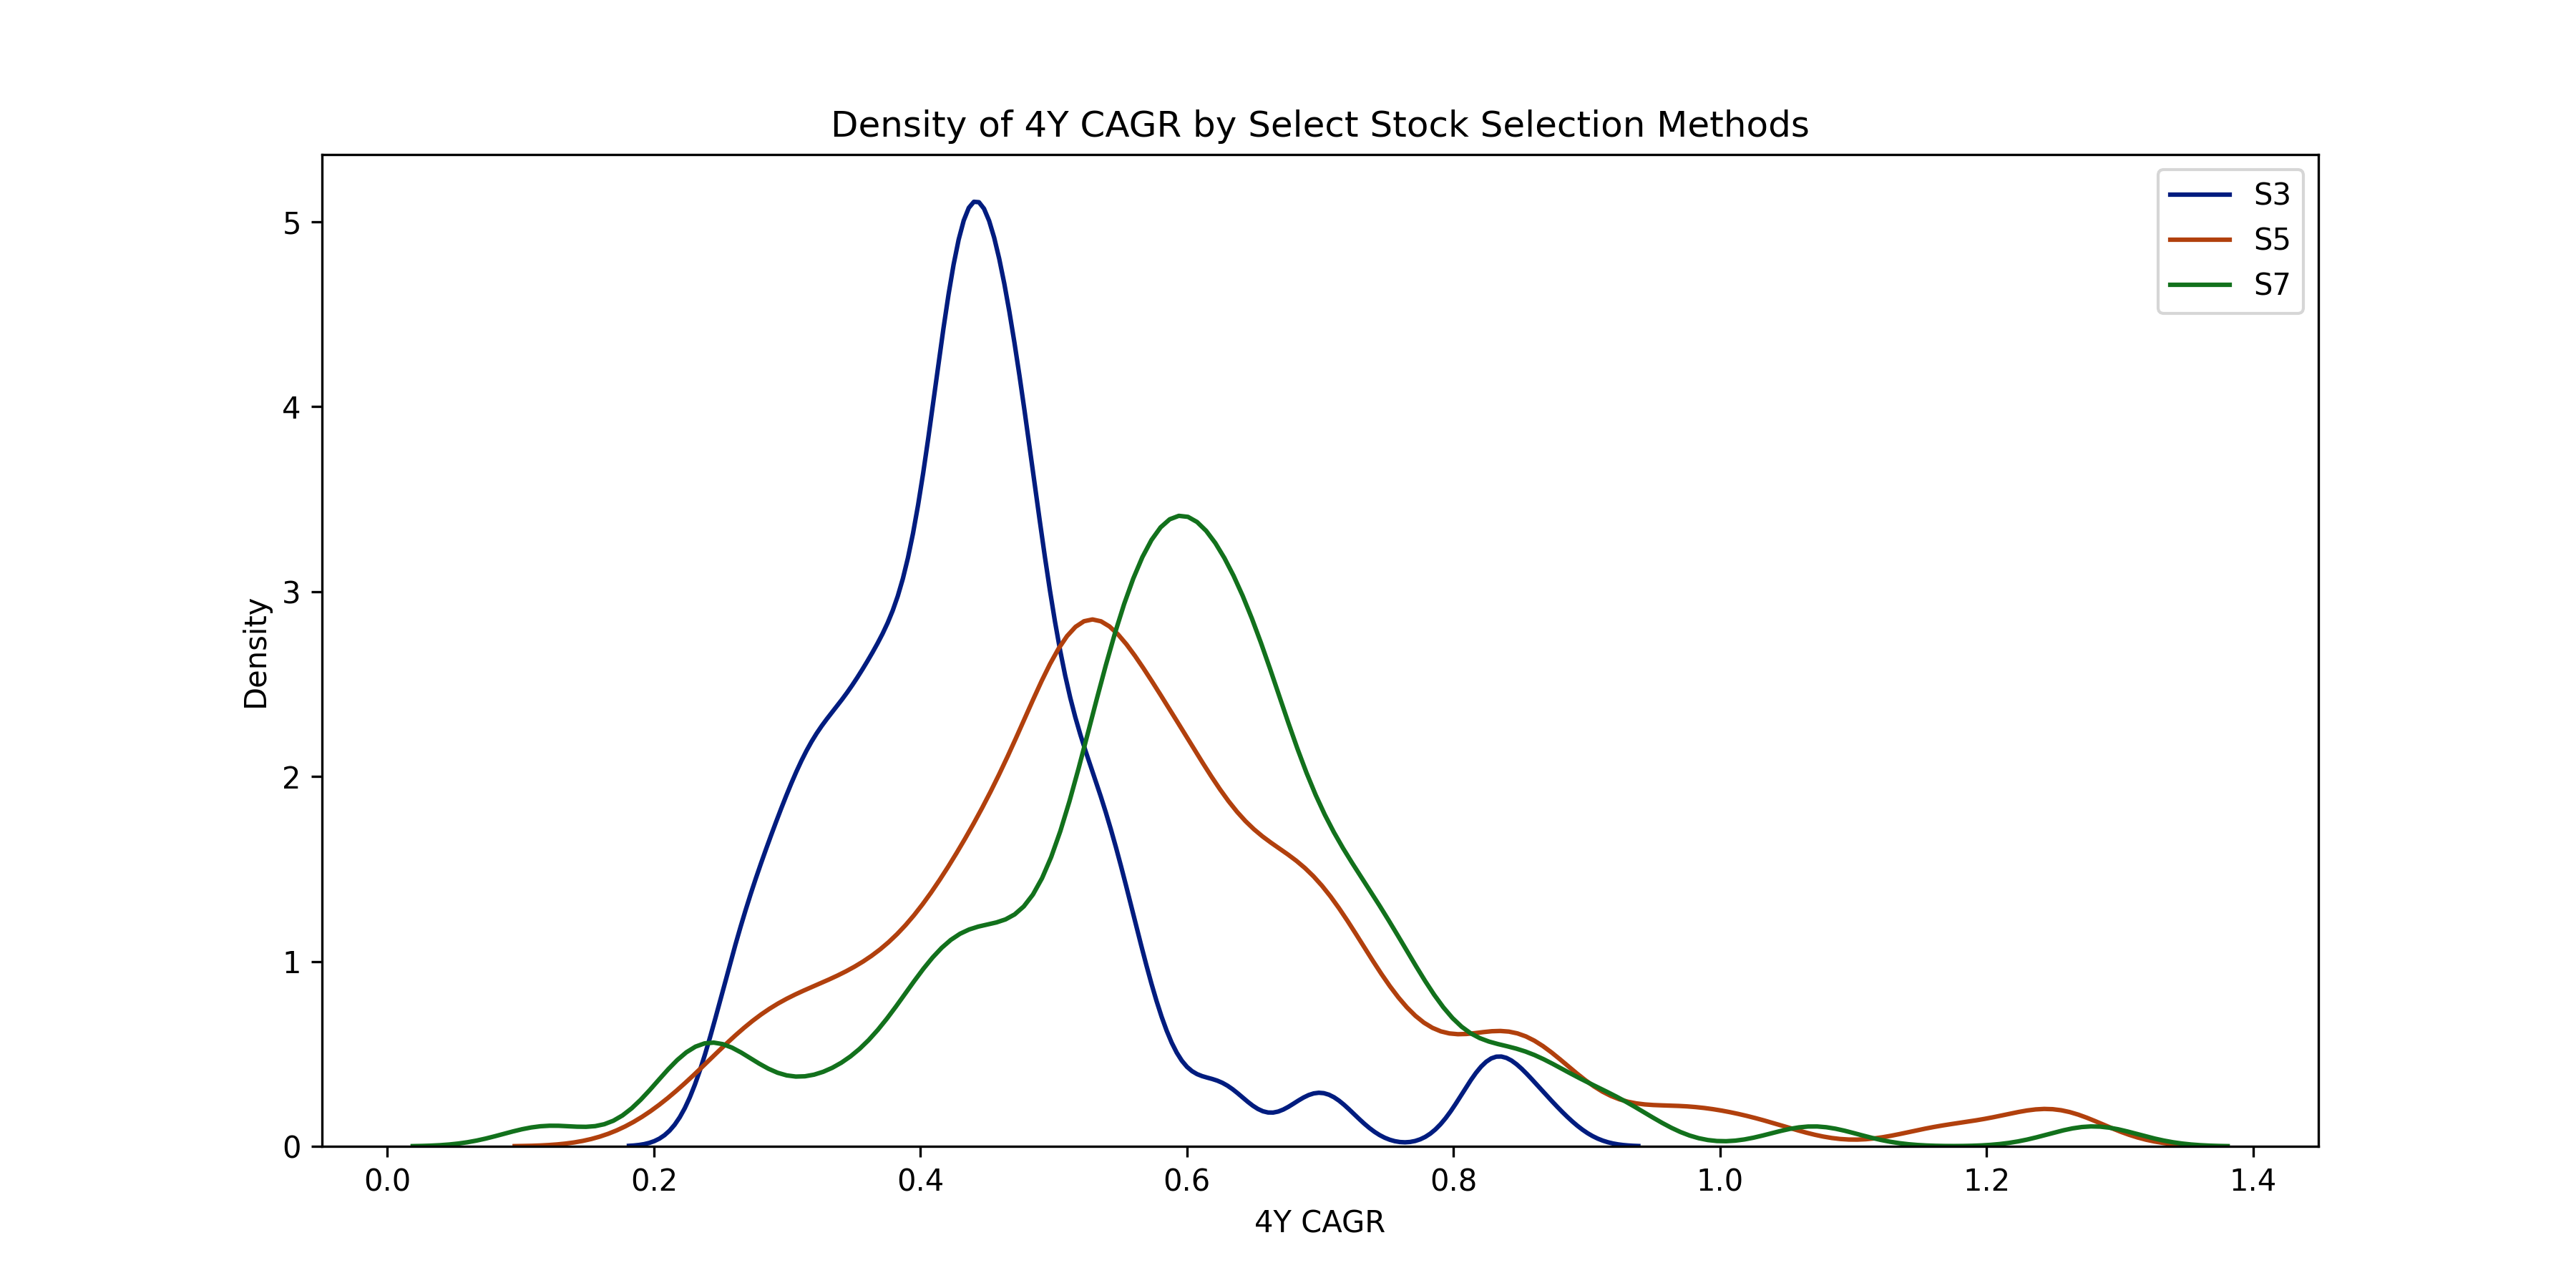 Density of 4Y CAGR by Select Stock Selection Methods
S3
S5
S7
5
4
3
2
1
0
Density
0.0 0.2 0.4 0.6 0.8 1.0 1.2 1.4
4Y CAGR